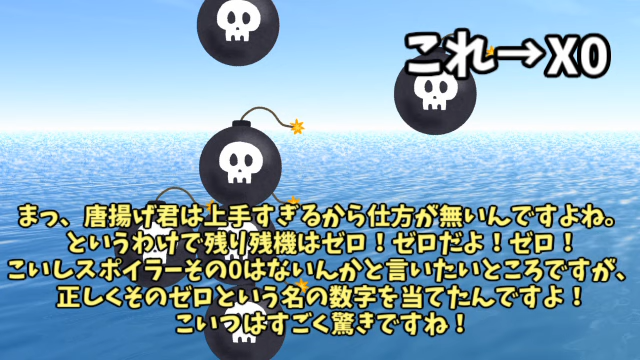 これ→X0
まっ、唐揚げ君は上手すぎるから仕方が無いんですよね。
というわけで残り残機はゼロ！ゼロだよ！ゼロ！
こいしスポイラーその0はないんかと言いたいところですが、
正しくそのゼロという名の数字を当てたんですよ！
こいつはすごく驚きですね！